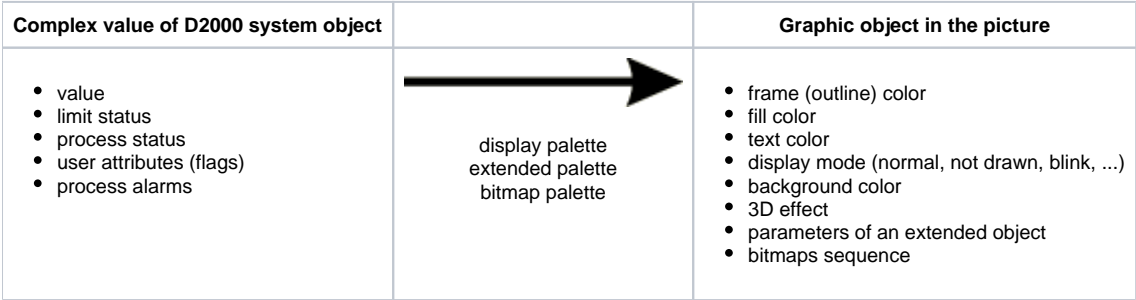 Complex value of D2000 system object
Graphic object in the picture
value
limit status
process status
user attributes (flags)
process alarms
display palette
extended palette
bitmap palette
frame (outline) color
fill color
text color
display mode (normal, not drawn, blink, ...)
background color
3D effect
parameters of an extended object
bitmaps sequence